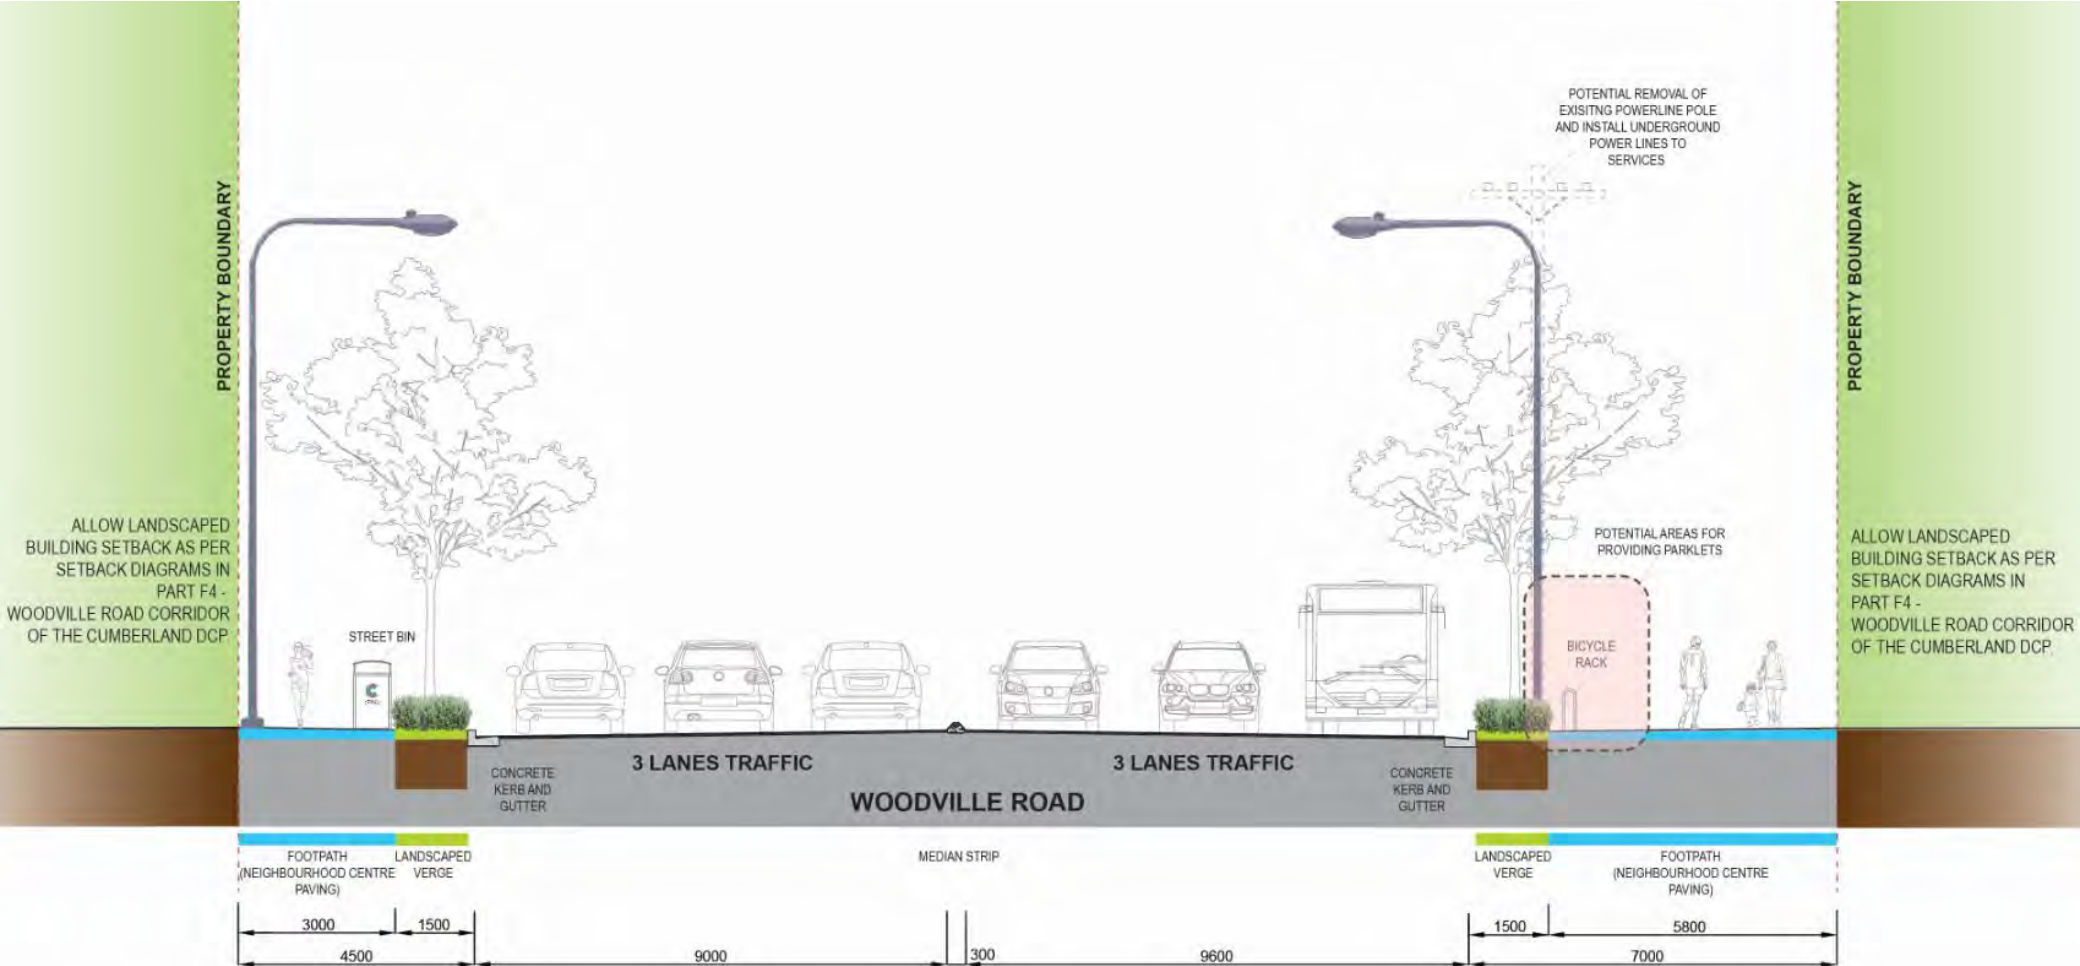 POTENTIAL REMOVAL OF
EXISITNG POWERLINE POLE
AND INSTALL UNDERGROUND
POWER LINES TO
SERVICES
PROPERTY BOUNDARY
PROPERTY BOUNDARY
ALLOW LANDSCAPED
BUILDING SETBACK AS PER
SETBACK DIAGRAMS IN
PART F4 -
WOODVILLE ROAD CORRIDOR
OF THE CUMBERLAND DCP.
STREET BIN
POTENTIAL AREAS FOR
PROVIDING PARKLETS
BICYCLE
RACK
ALLOW LANDSCAPED
BUILDING SETBACK AS PER
SETBACK DIAGRAMS IN
PART F4 -
WOODVILLE ROAD CORRIDOR
OF THE CUMBERLAND DCP.
3 LANES TRAFFIC
3 LANES TRAFFIC
CONCRETE
KERB AND
GUTTER
WOODVILLE ROAD
CONCRETE
KERB AND
GUTTER
FOOTPATH
(NEIGHBOURHOOD CENTRE
PAVING)
LANDSCAPED
VERGE
MEDIAN STRIP
LANDSCAPED
VERGE
FOOTPATH
(NEIGHBOURHOOD CENTRE
PAVING)
3000
1500
1500
5800
4500
9000
300
9600
7000